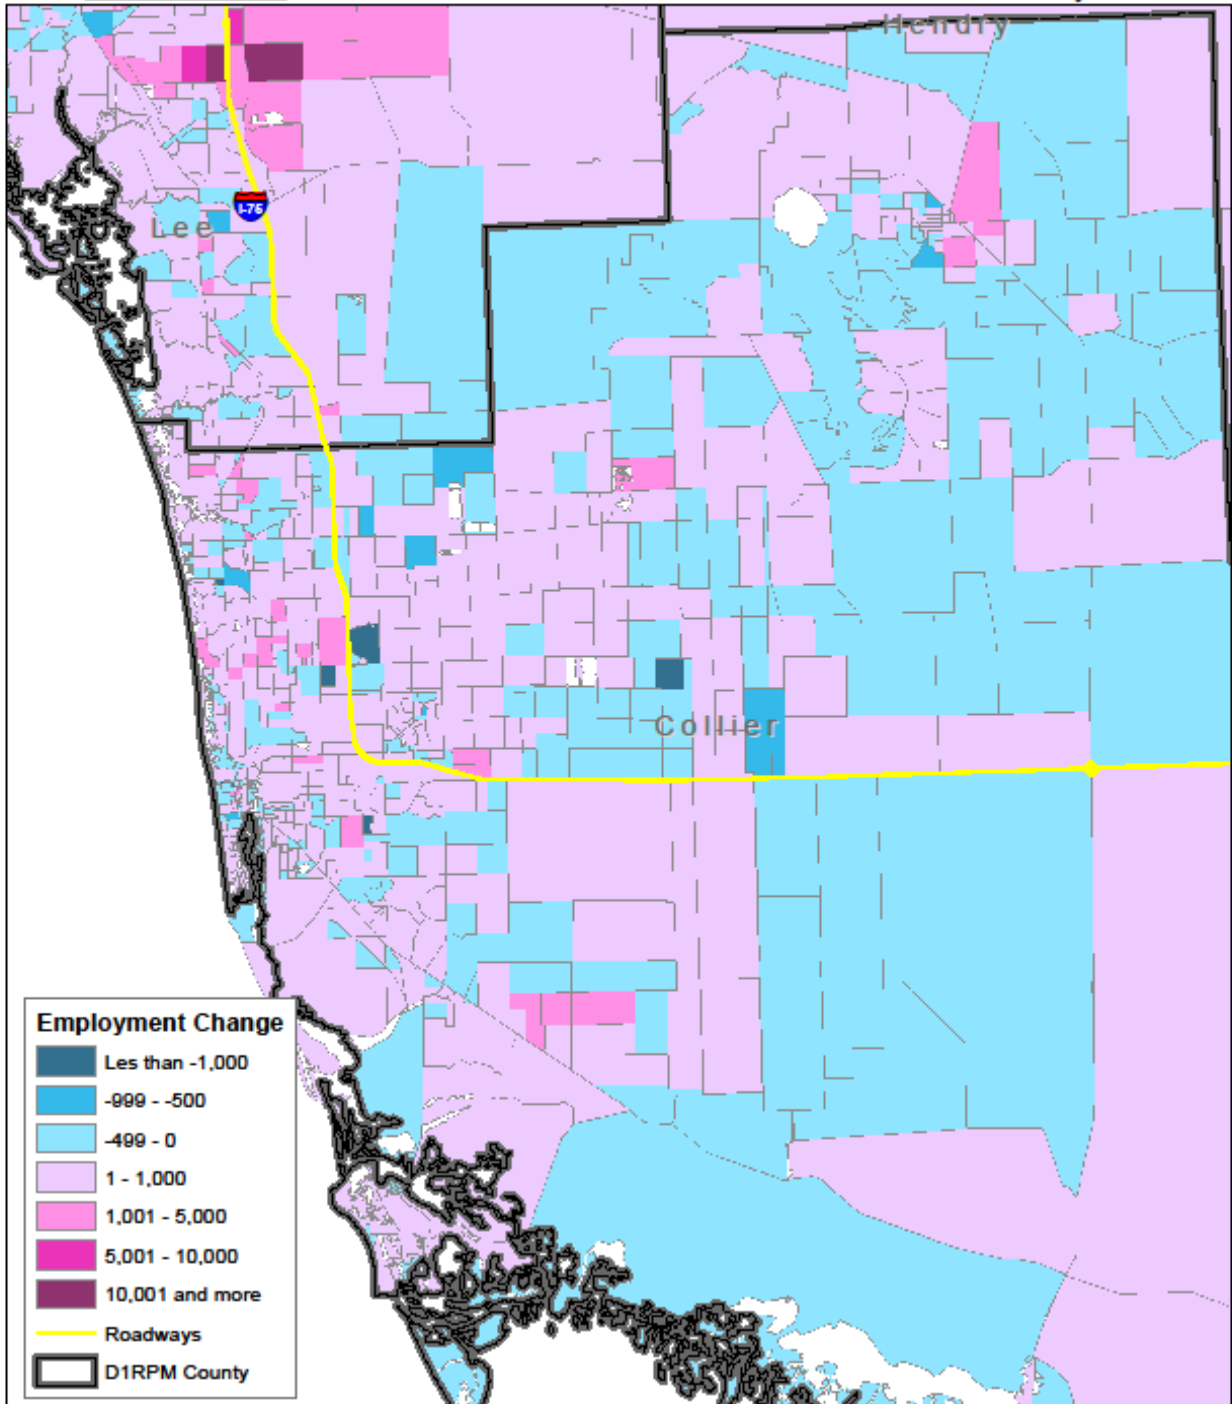 Hendry
I-75
Lee
Collier
Employment Change
Les than -1,000
-999 - -500
-499 - 0
1 - 1,000
1,001 - 5,000
5,001 - 10,000
10,001 and more
Roadways
D1RPM County